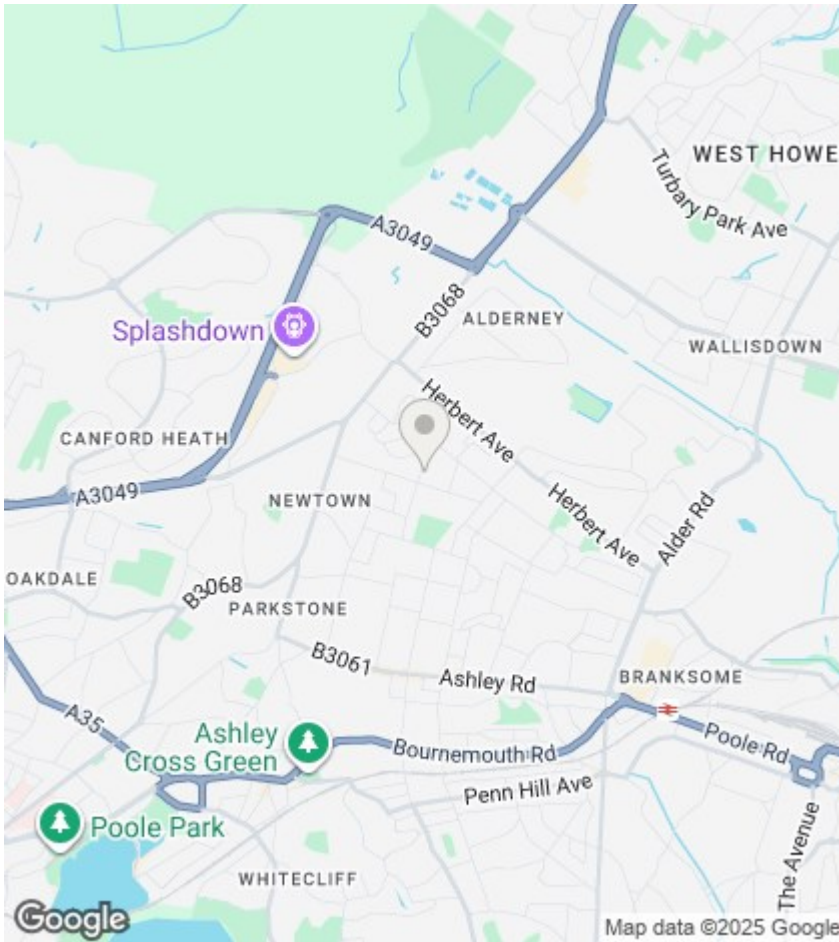 WEST HOWE
Turbary Park Ave
A3049
B3068
ALDERNEY
Splashdown
WALLISDOWN
Herbert Ave
CANFORD HEATH
A3049
NEWTOWN
Herbert Ave
Alder Rd
OAKDALE
B3068
PARKSTONE
B3061
Ashley Rd
BRANKSOME
A35
Ashley
Cross Green
Bournemouth Rd
Poole Rd
Penn Hill Ave
Poole Park
The Avenue
WHITECLIFF
Google
Map data ©2025 Google